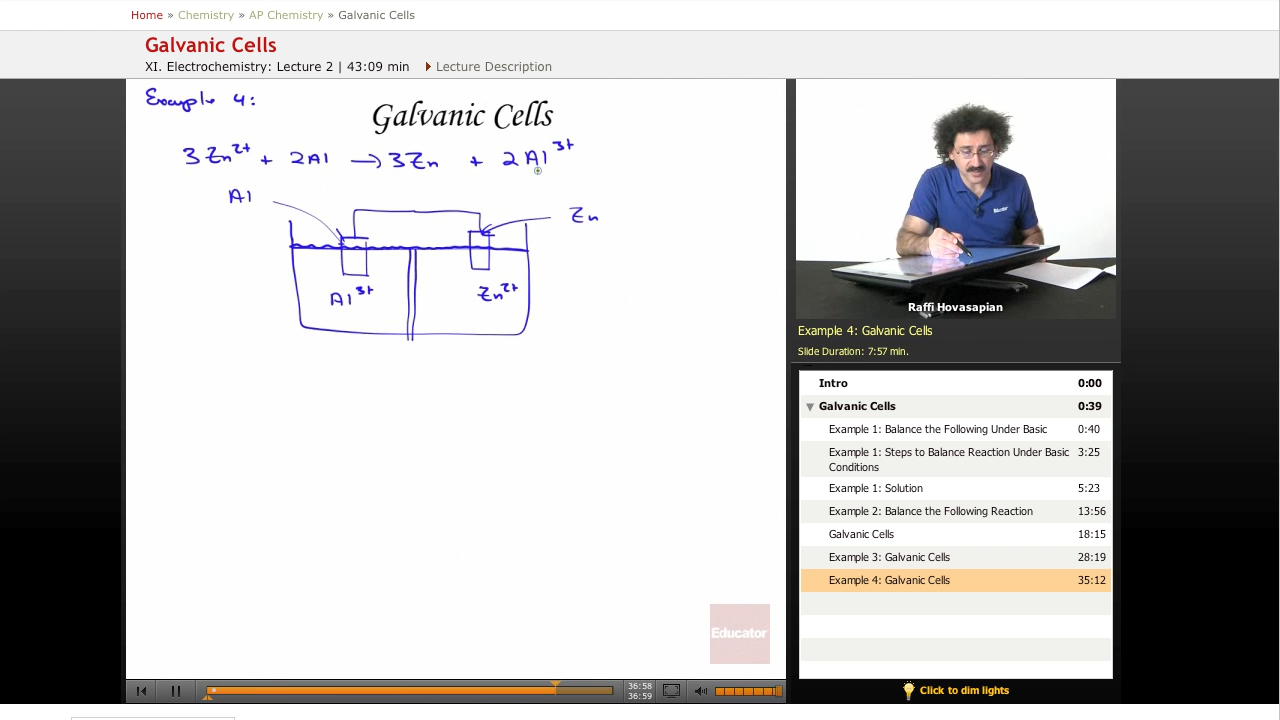 Home » Chemistry » AP Chemistry » Galvanic Cells
Galvanic Cells
XI. Electrochemistry: Lecture 2 | 43:09 min Lecture Description
Example 4:
Galvanic Cells
3Zn²⁺ + 2Al → 3Zn + 2Al³⁺
Al
Zn
Al³⁺
Zn²⁺
Educator
Raffi Hovasapian
Example 4: Galvanic Cells
Slide Duration: 7:57 min.
Intro 0:00
Galvanic Cells 0:39
Example 1: Balance the Following Under Basic 0:40
Example 1: Steps to Balance Reaction Under Basic 3:25
Conditions
Example 1: Solution 5:23
Example 2: Balance the Following Reaction 13:56
Galvanic Cells 18:15
Example 3: Galvanic Cells 28:19
Example 4: Galvanic Cells 35:12
36:58
36:59
Click to dim lights